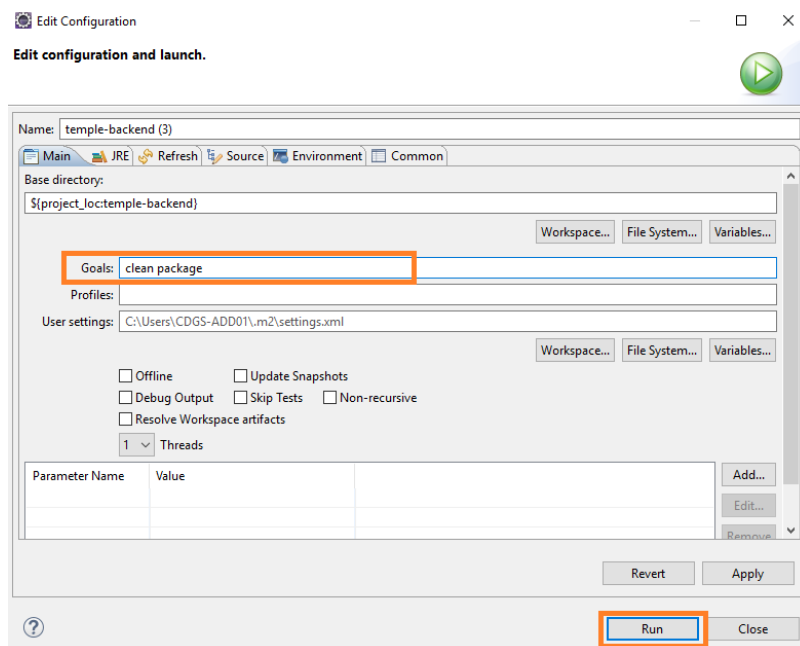 Edit Configuration
Edit configuration and launch.
Name: temple-backend (3)
Main JRE Refresh Source Environment Common
Base directory:
${project_loc:temple-backend}
Workspace... File System... Variables...
Goals: clean package
Profiles:
User settings: C:\Users\CDGS-ADD01\.m2\settings.xml
Workspace... File System... Variables...
Offline Update Snapshots
Debug Output Skip Tests Non-recursive
Resolve Workspace artifacts
1 Threads
Parameter Name Value Add...
Edit...
Remove
Revert Apply
? Run Close